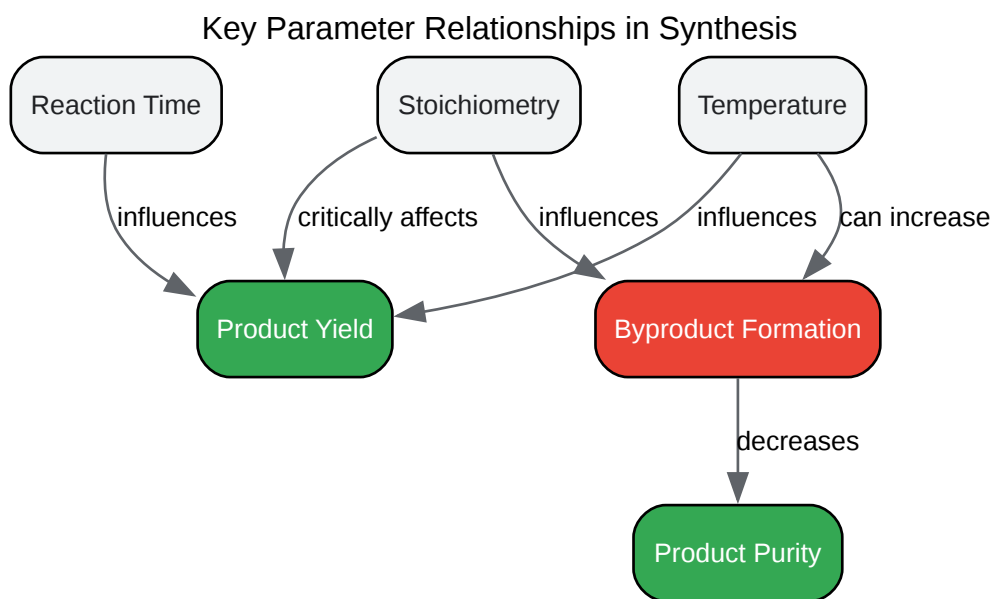 Key Parameter Relationships in Synthesis
Reaction Time
Stoichiometry
Temperature
influences
critically affects
influences
influences
can increase
Product Yield
Byproduct Formation
decreases
Product Purity